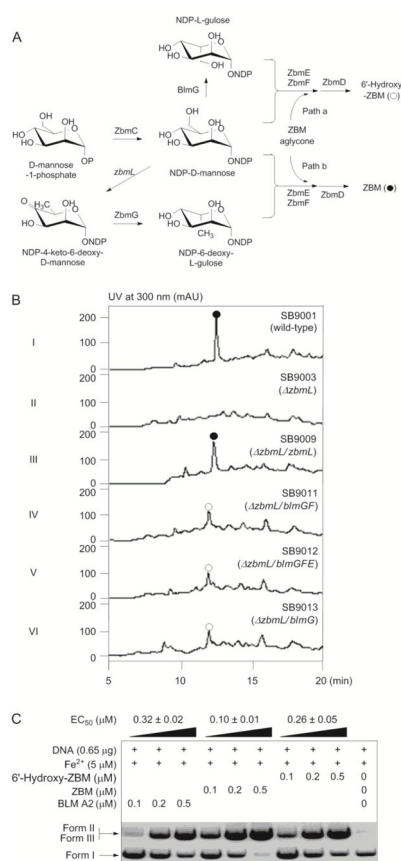 A
NDP-L-gulose
ONDP
BlmG
ZbmE
ZbmF
ZbmD
6'-Hydroxy
-ZBM (○)
Path a
ZBM
aglycone
Path b
ZbmE
ZbmF
ZbmD
ZBM (●)
D-mannose
-1-phosphate
ZbmC
NDP-D-mannose
zbmL
NDP-4-keto-6-deoxy-
D-mannose
ZbmG
NDP-6-deoxy-
L-gulose
B
UV at 300 nm (mAU)
I
200
100
0
SB9001
(wild-type)
II
200
100
0
SB9003
(ΔzbmL)
III
200
100
0
SB9009
(ΔzbmL/zbmL)
IV
200
100
0
SB9011
(ΔzbmL/blmGF)
V
200
100
0
SB9012
(ΔzbmL/blmGFE)
VI
200
100
0
SB9013
(ΔzbmL/blmG)
5 10 15 20 (min)
C
EC50 (μM) 0.32 ± 0.02 0.10 ± 0.01 0.26 ± 0.05
DNA (0.65 μg) + + + + + + + + + +
Fe2+ (5 μM) + + + + + + + + + +
6'-Hydroxy-ZBM (μM) 0.1 0.2 0.5 0
ZBM (μM) 0.1 0.2 0.5 0
BLM A2 (μM) 0.1 0.2 0.5 0
Form II
Form III
Form I